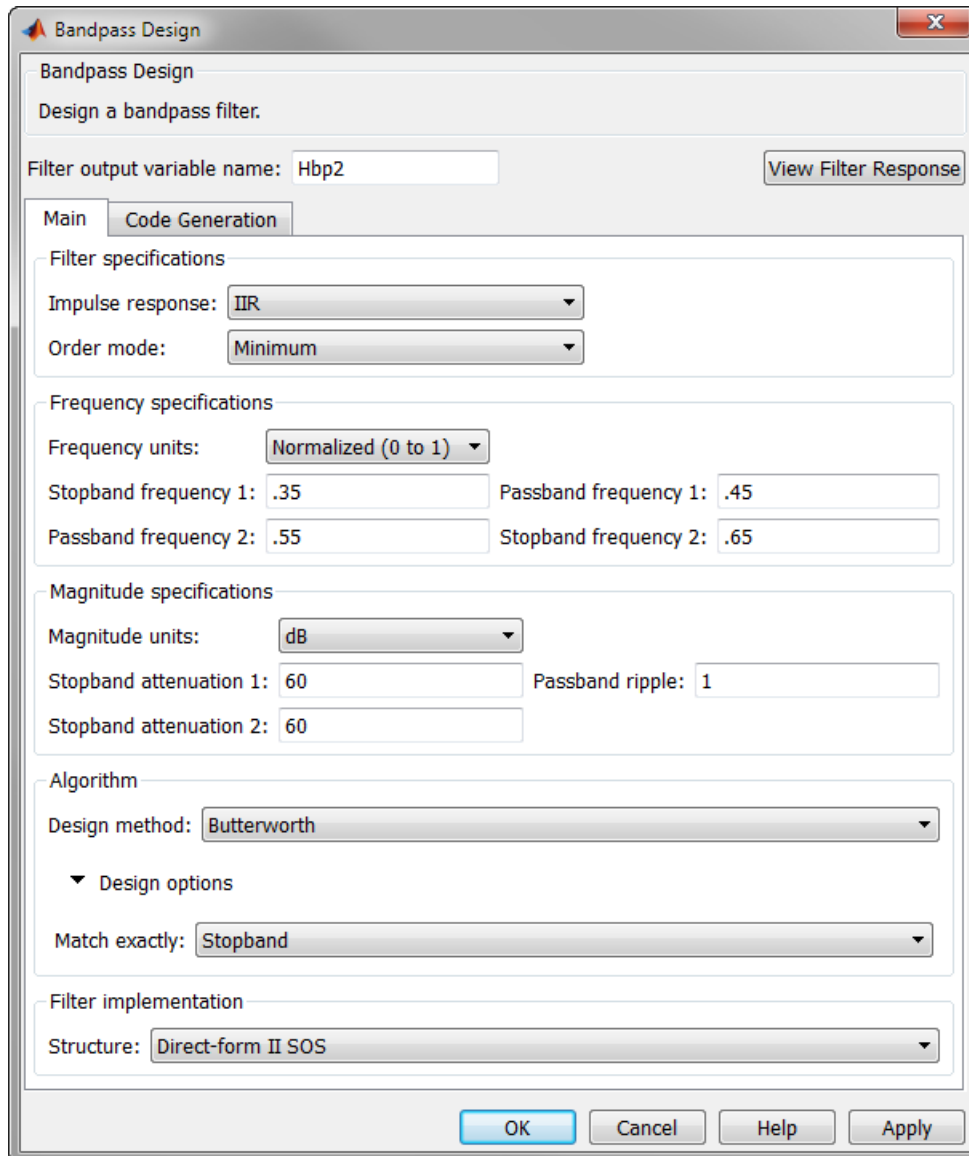 Bandpass Design
Bandpass Design
Design a bandpass filter.
Filter output variable name: Hbp2 View Filter Response
Main Code Generation
Filter specifications
Impulse response: IIR
Order mode: Minimum
Frequency specifications
Frequency units: Normalized (0 to 1)
Stopband frequency 1: .35 Passband frequency 1: .45
Passband frequency 2: .55 Stopband frequency 2: .65
Magnitude specifications
Magnitude units: dB
Stopband attenuation 1: 60 Passband ripple: 1
Stopband attenuation 2: 60
Algorithm
Design method: Butterworth
Design options
Match exactly: Stopband
Filter implementation
Structure: Direct-form II SOS
OK Cancel Help Apply